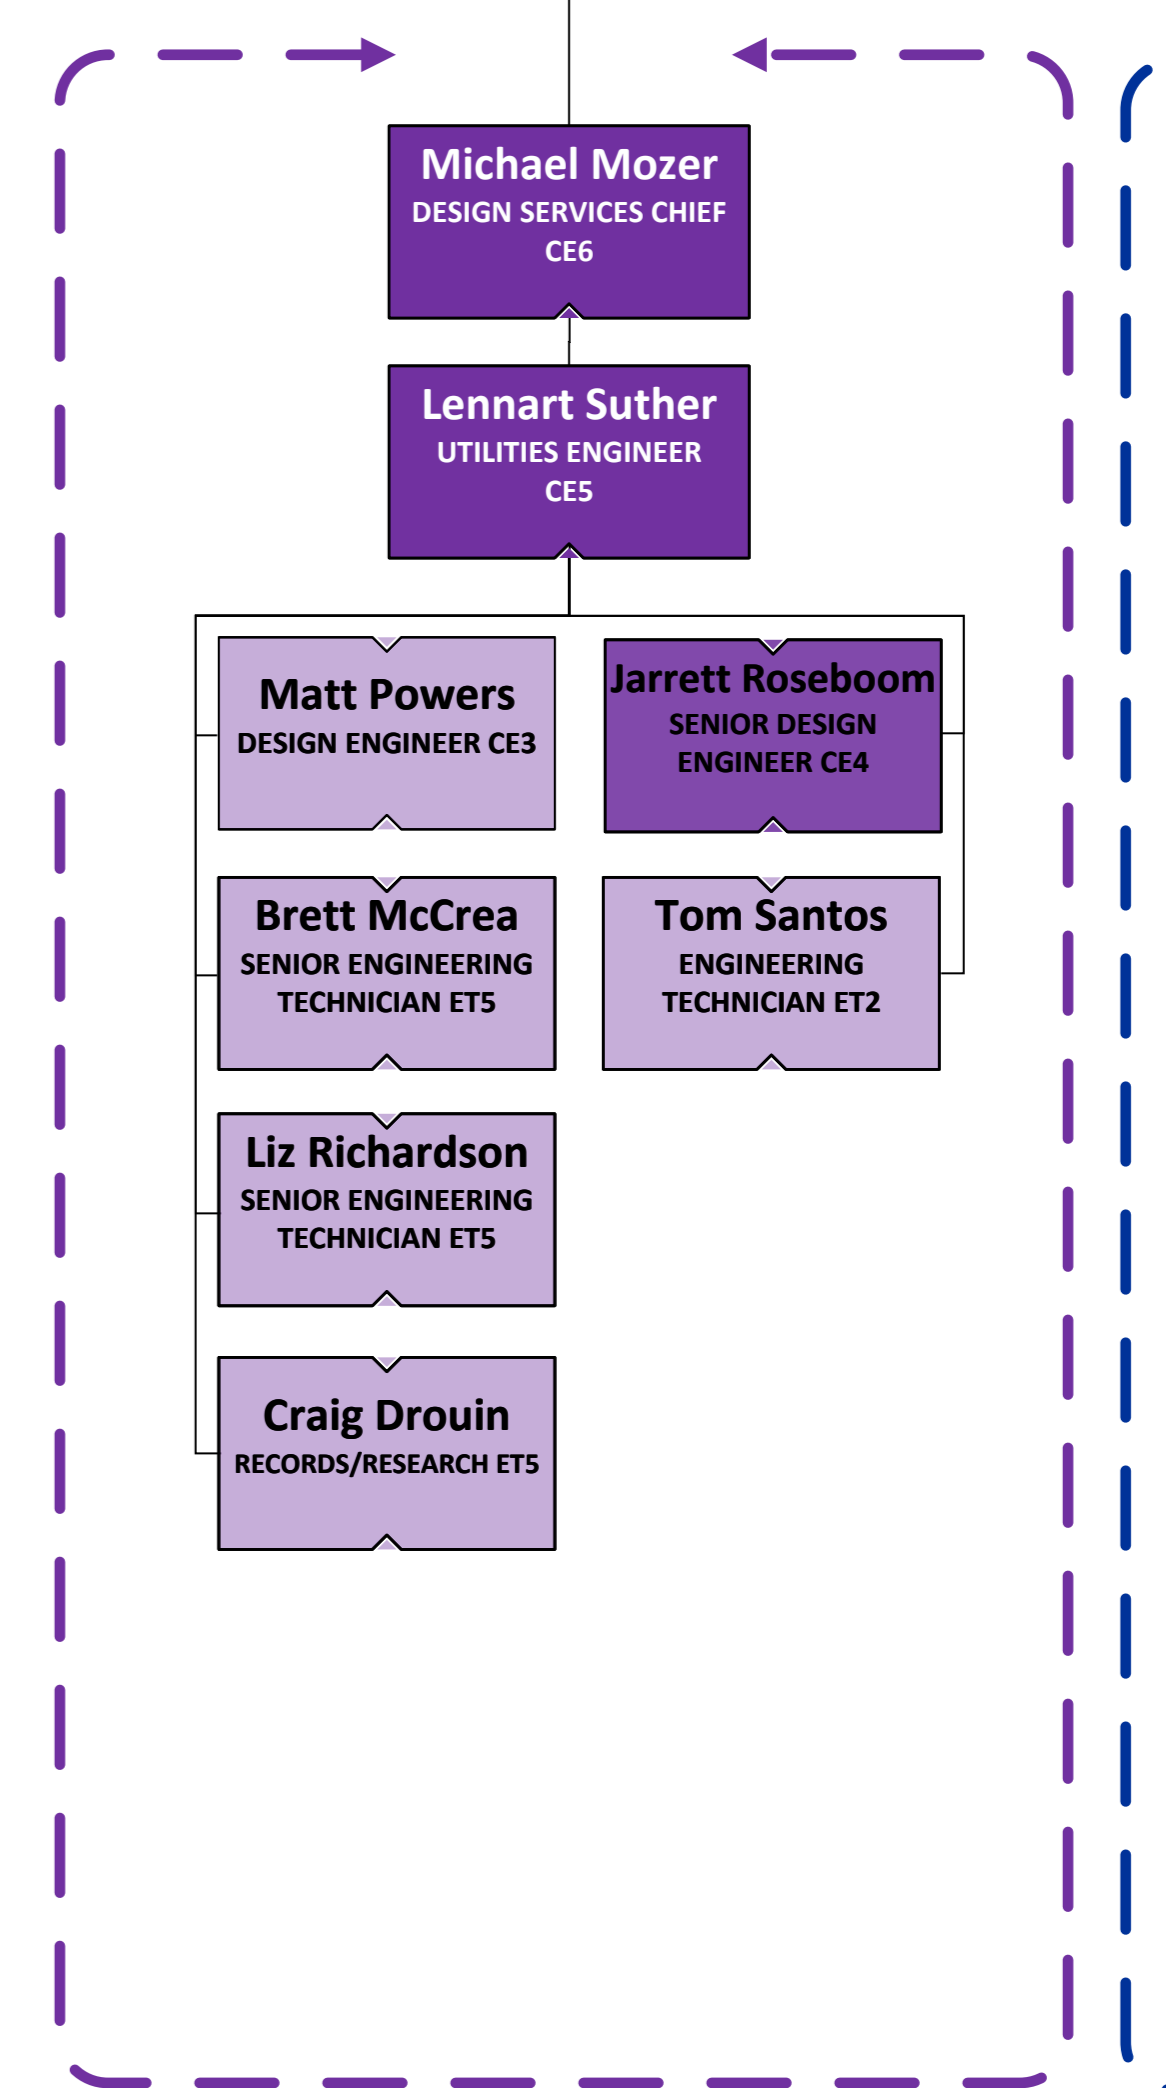 Michael Mozer
DESIGN SERVICES CHIEF
CE6
Lennart Suther
UTILITIES ENGINEER
CE5
Matt Powers
DESIGN ENGINEER CE3
Jarrett Roseboom
SENIOR DESIGN
ENGINEER CE4
Brett McCrea
SENIOR ENGINEERING
TECHNICIAN ET5
Tom Santos
ENGINEERING
TECHNICIAN ET2
Liz Richardson
SENIOR ENGINEERING
TECHNICIAN ET5
Craig Drouin
RECORDS/RESEARCH ET5